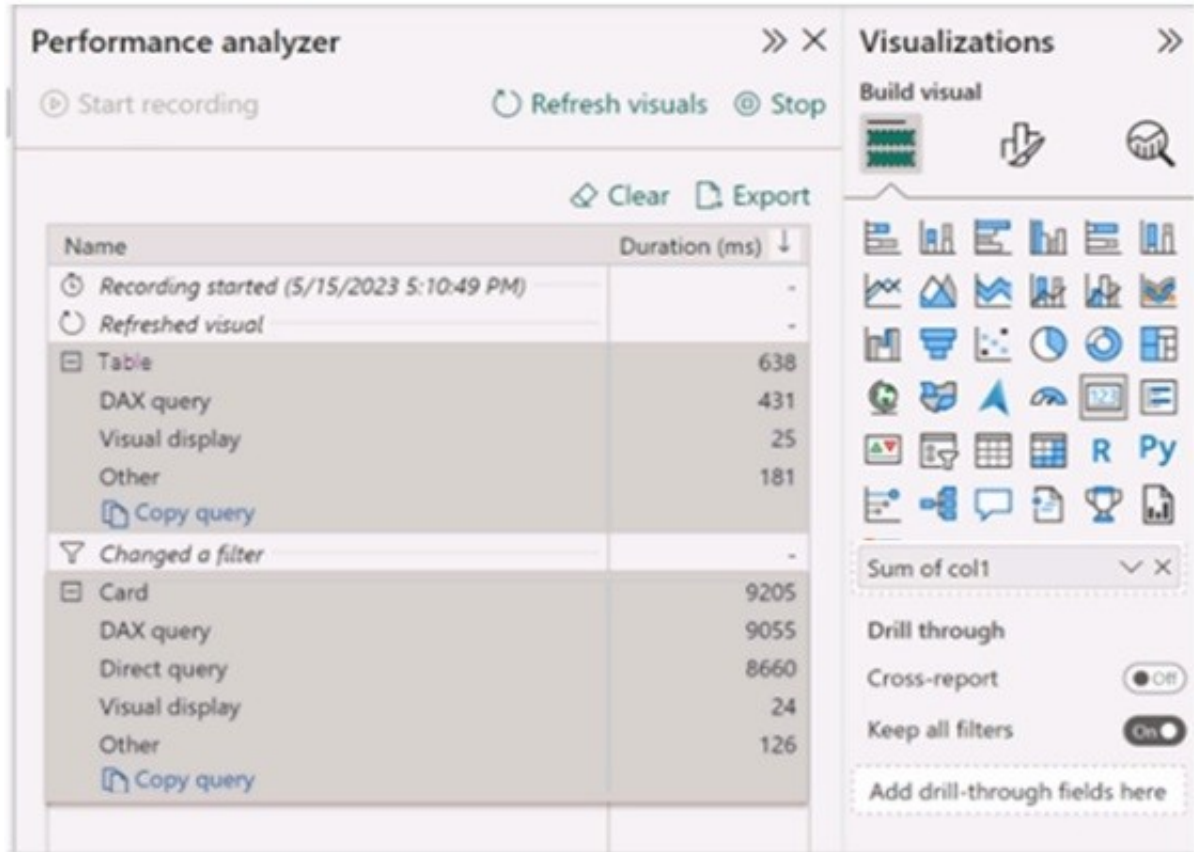 Performance analyzer
Start recording
Refresh visuals
Stop
Clear
Export
Name
Duration (ms)
Recording started (5/15/2023 5:10:49 PM)
-
Refreshed visual
-
Table
638
DAX query
431
Visual display
25
Other
181
Copy query
Changed a filter
-
Card
9205
DAX query
9055
Direct query
8660
Visual display
24
Other
126
Copy query
Visualizations
Build visual
123
R
Py
Sum of col1
Drill through
Cross-report
Off
Keep all filters
On
Add drill-through fields here